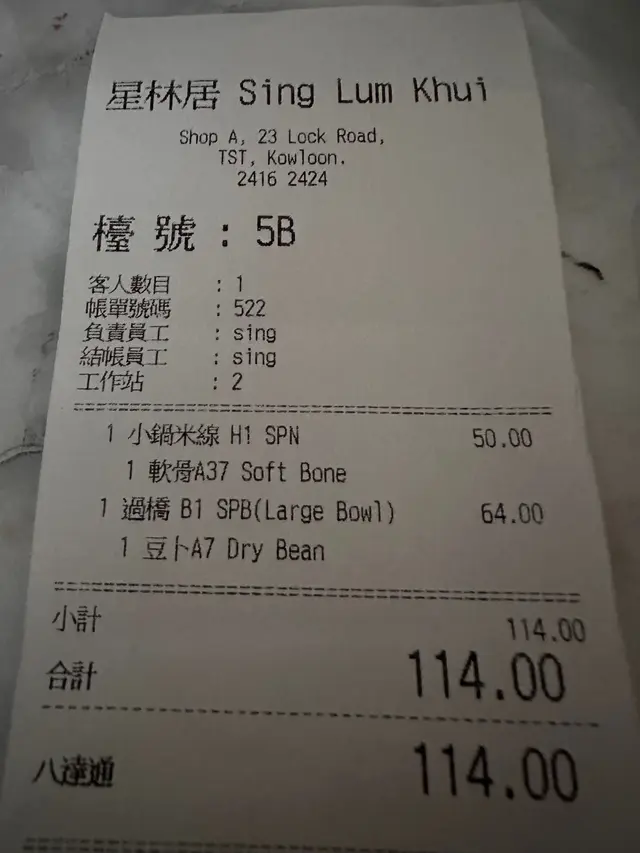 星林居 Sing Lum Khui
Shop A, 23 Lock Road,
TST, Kowloon.
2416 2424
檯 號 : 5B
客人數目 : 1
帳單號碼 : 522
負責員工 : sing
結帳員工 : sing
工作站 : 2
1 小鍋米線 H1 SPN 50.00
1 軟骨A37 Soft Bone
1 過橋 B1 SPB(Large Bowl) 64.00
1 豆卜A7 Dry Bean
小計 114.00
合計 114.00
八達通 114.00